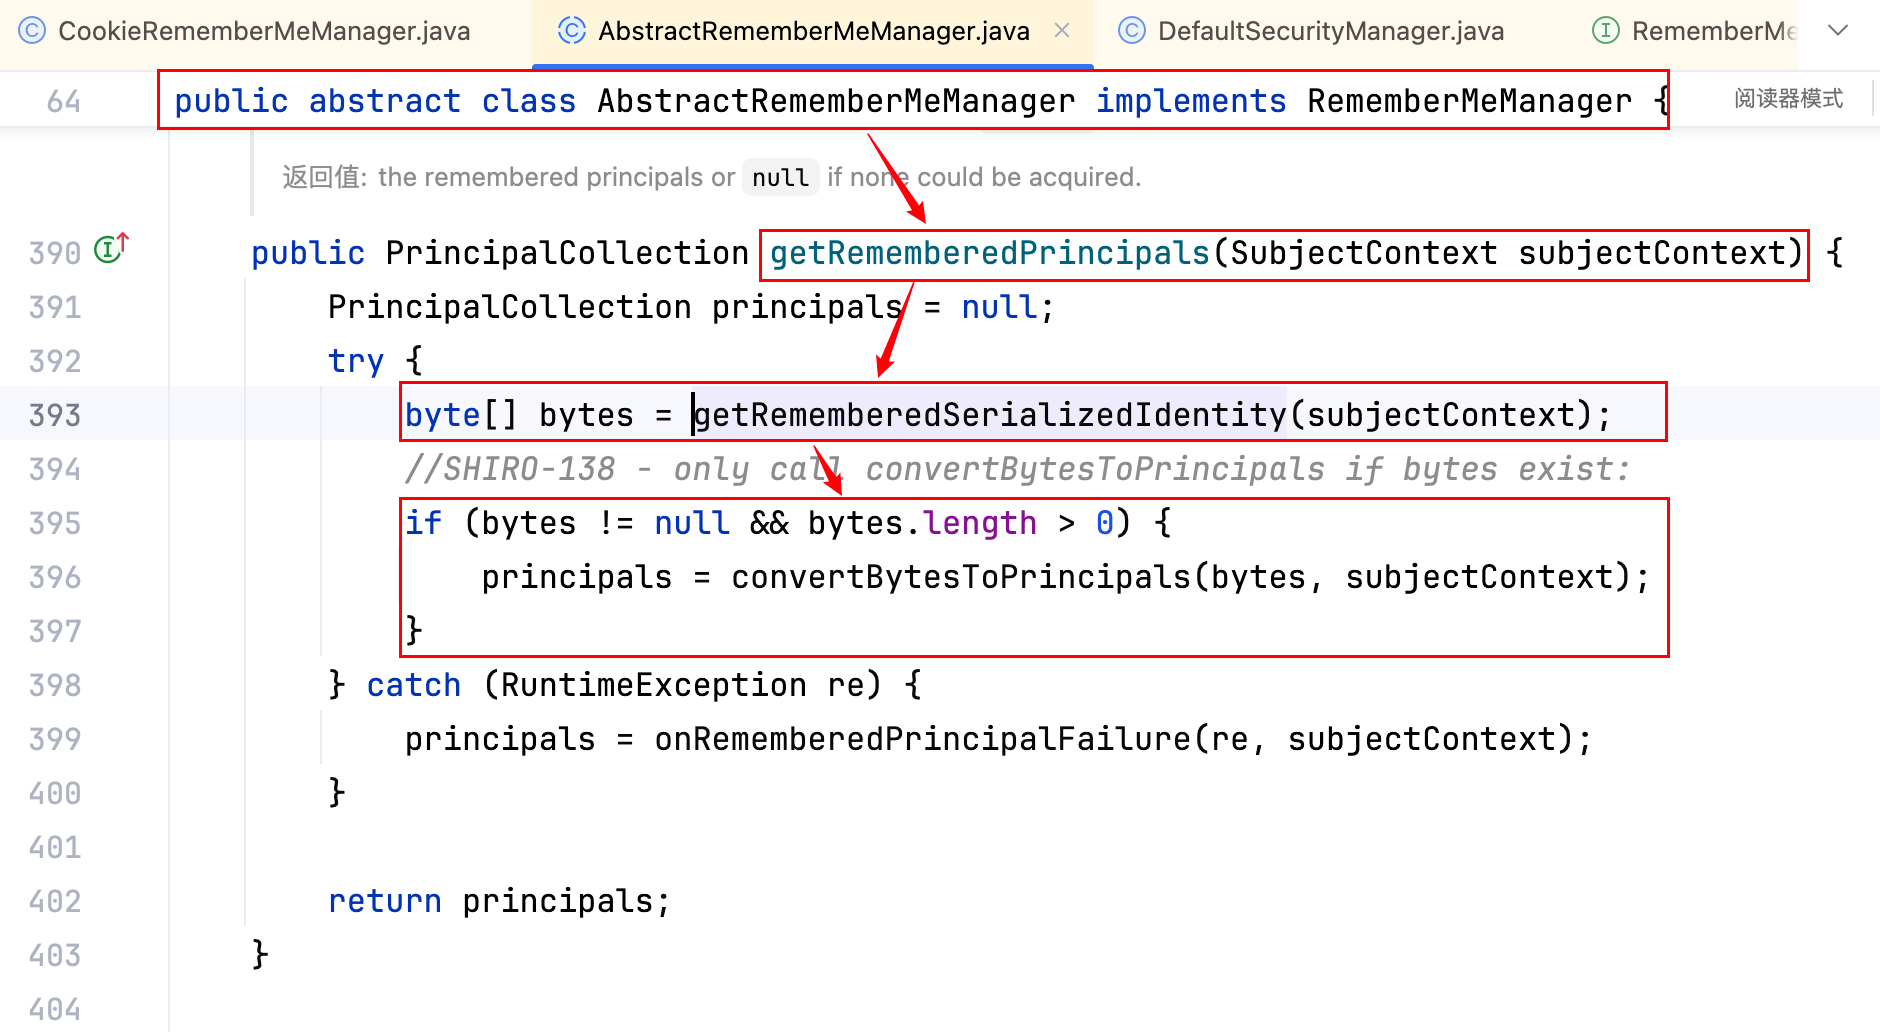 CookieRememberMeManager.java AbstractRememberMeManager.java DefaultSecurityManager.java RememberMe
64 public abstract class AbstractRememberMeManager implements RememberMeManager { 阅读器模式
返回值: the remembered principals or null if none could be acquired.
390 public PrincipalCollection getRememberedPrincipals(SubjectContext subjectContext) {
391 PrincipalCollection principals = null;
392 try {
393 byte[] bytes = getRememberedSerializedIdentity(subjectContext);
394 //SHIRO-138 - only call convertBytesToPrincipals if bytes exist:
395 if (bytes != null && bytes.length > 0) {
396 principals = convertBytesToPrincipals(bytes, subjectContext);
397 }
398 } catch (RuntimeException re) {
399 principals = onRememberedPrincipalFailure(re, subjectContext);
400 }
401
402 return principals;
403 }
404